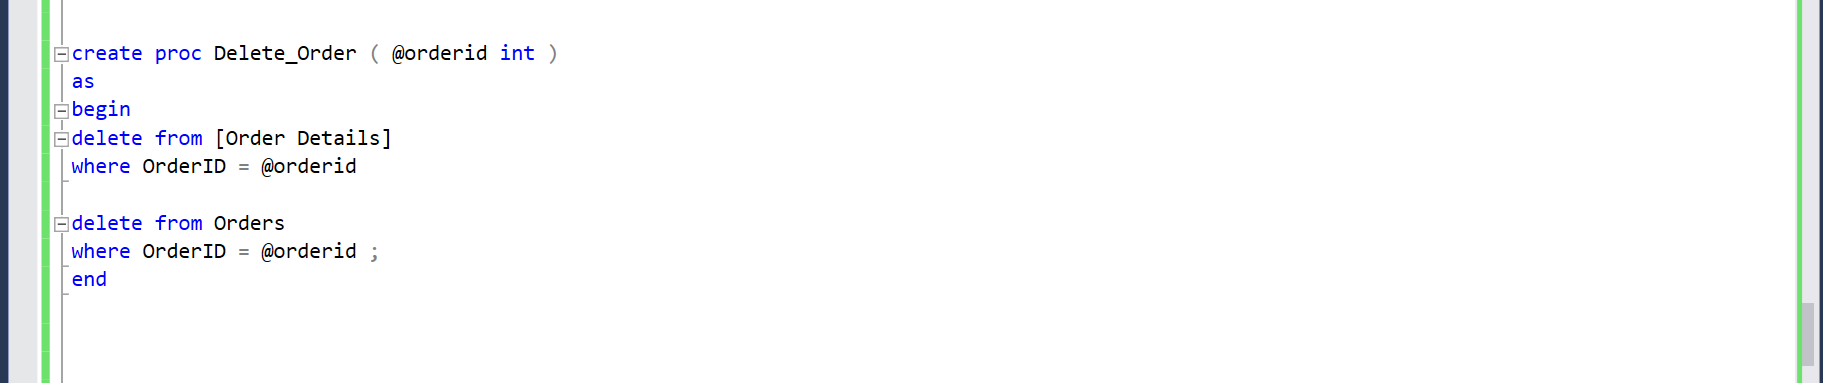 create proc Delete_Order ( @orderid int )
as
begin
delete from [Order Details]
where OrderID = @orderid
delete from Orders
where OrderID = @orderid ;
end